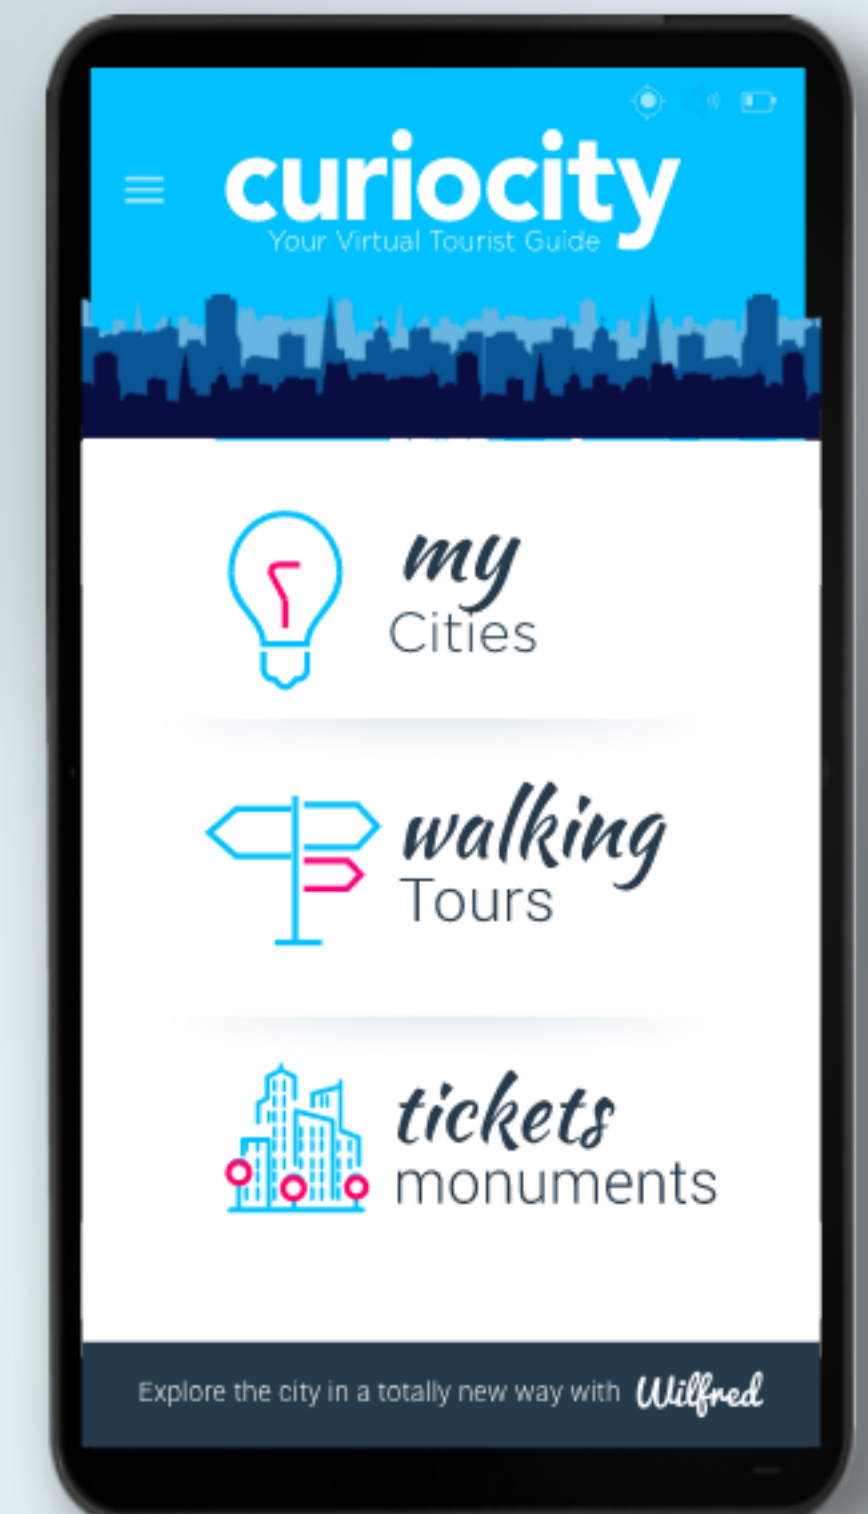 curiocity
Your Virtual Tourist Guide
my
Cities
walking
Tours
tickets
monuments
Explore the city in a totally new way with Wilfred